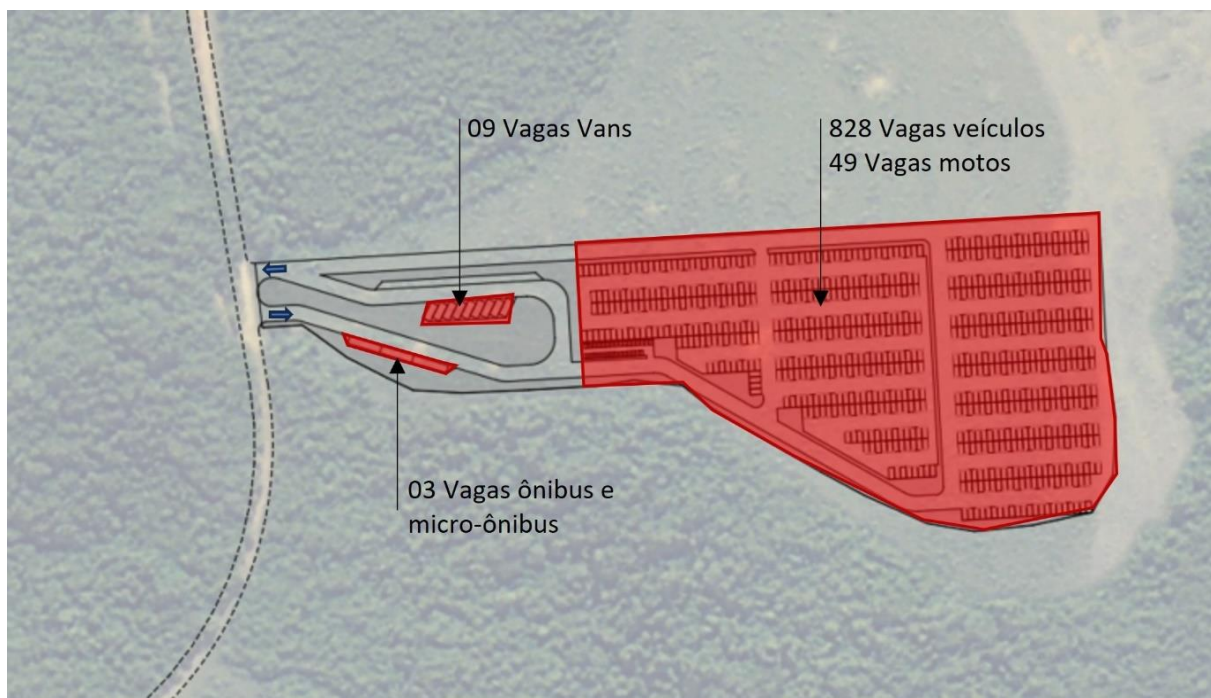 09 Vagas Vans
828 Vagas veículos
49 Vagas motos
03 Vagas ônibus e
micro-ônibus